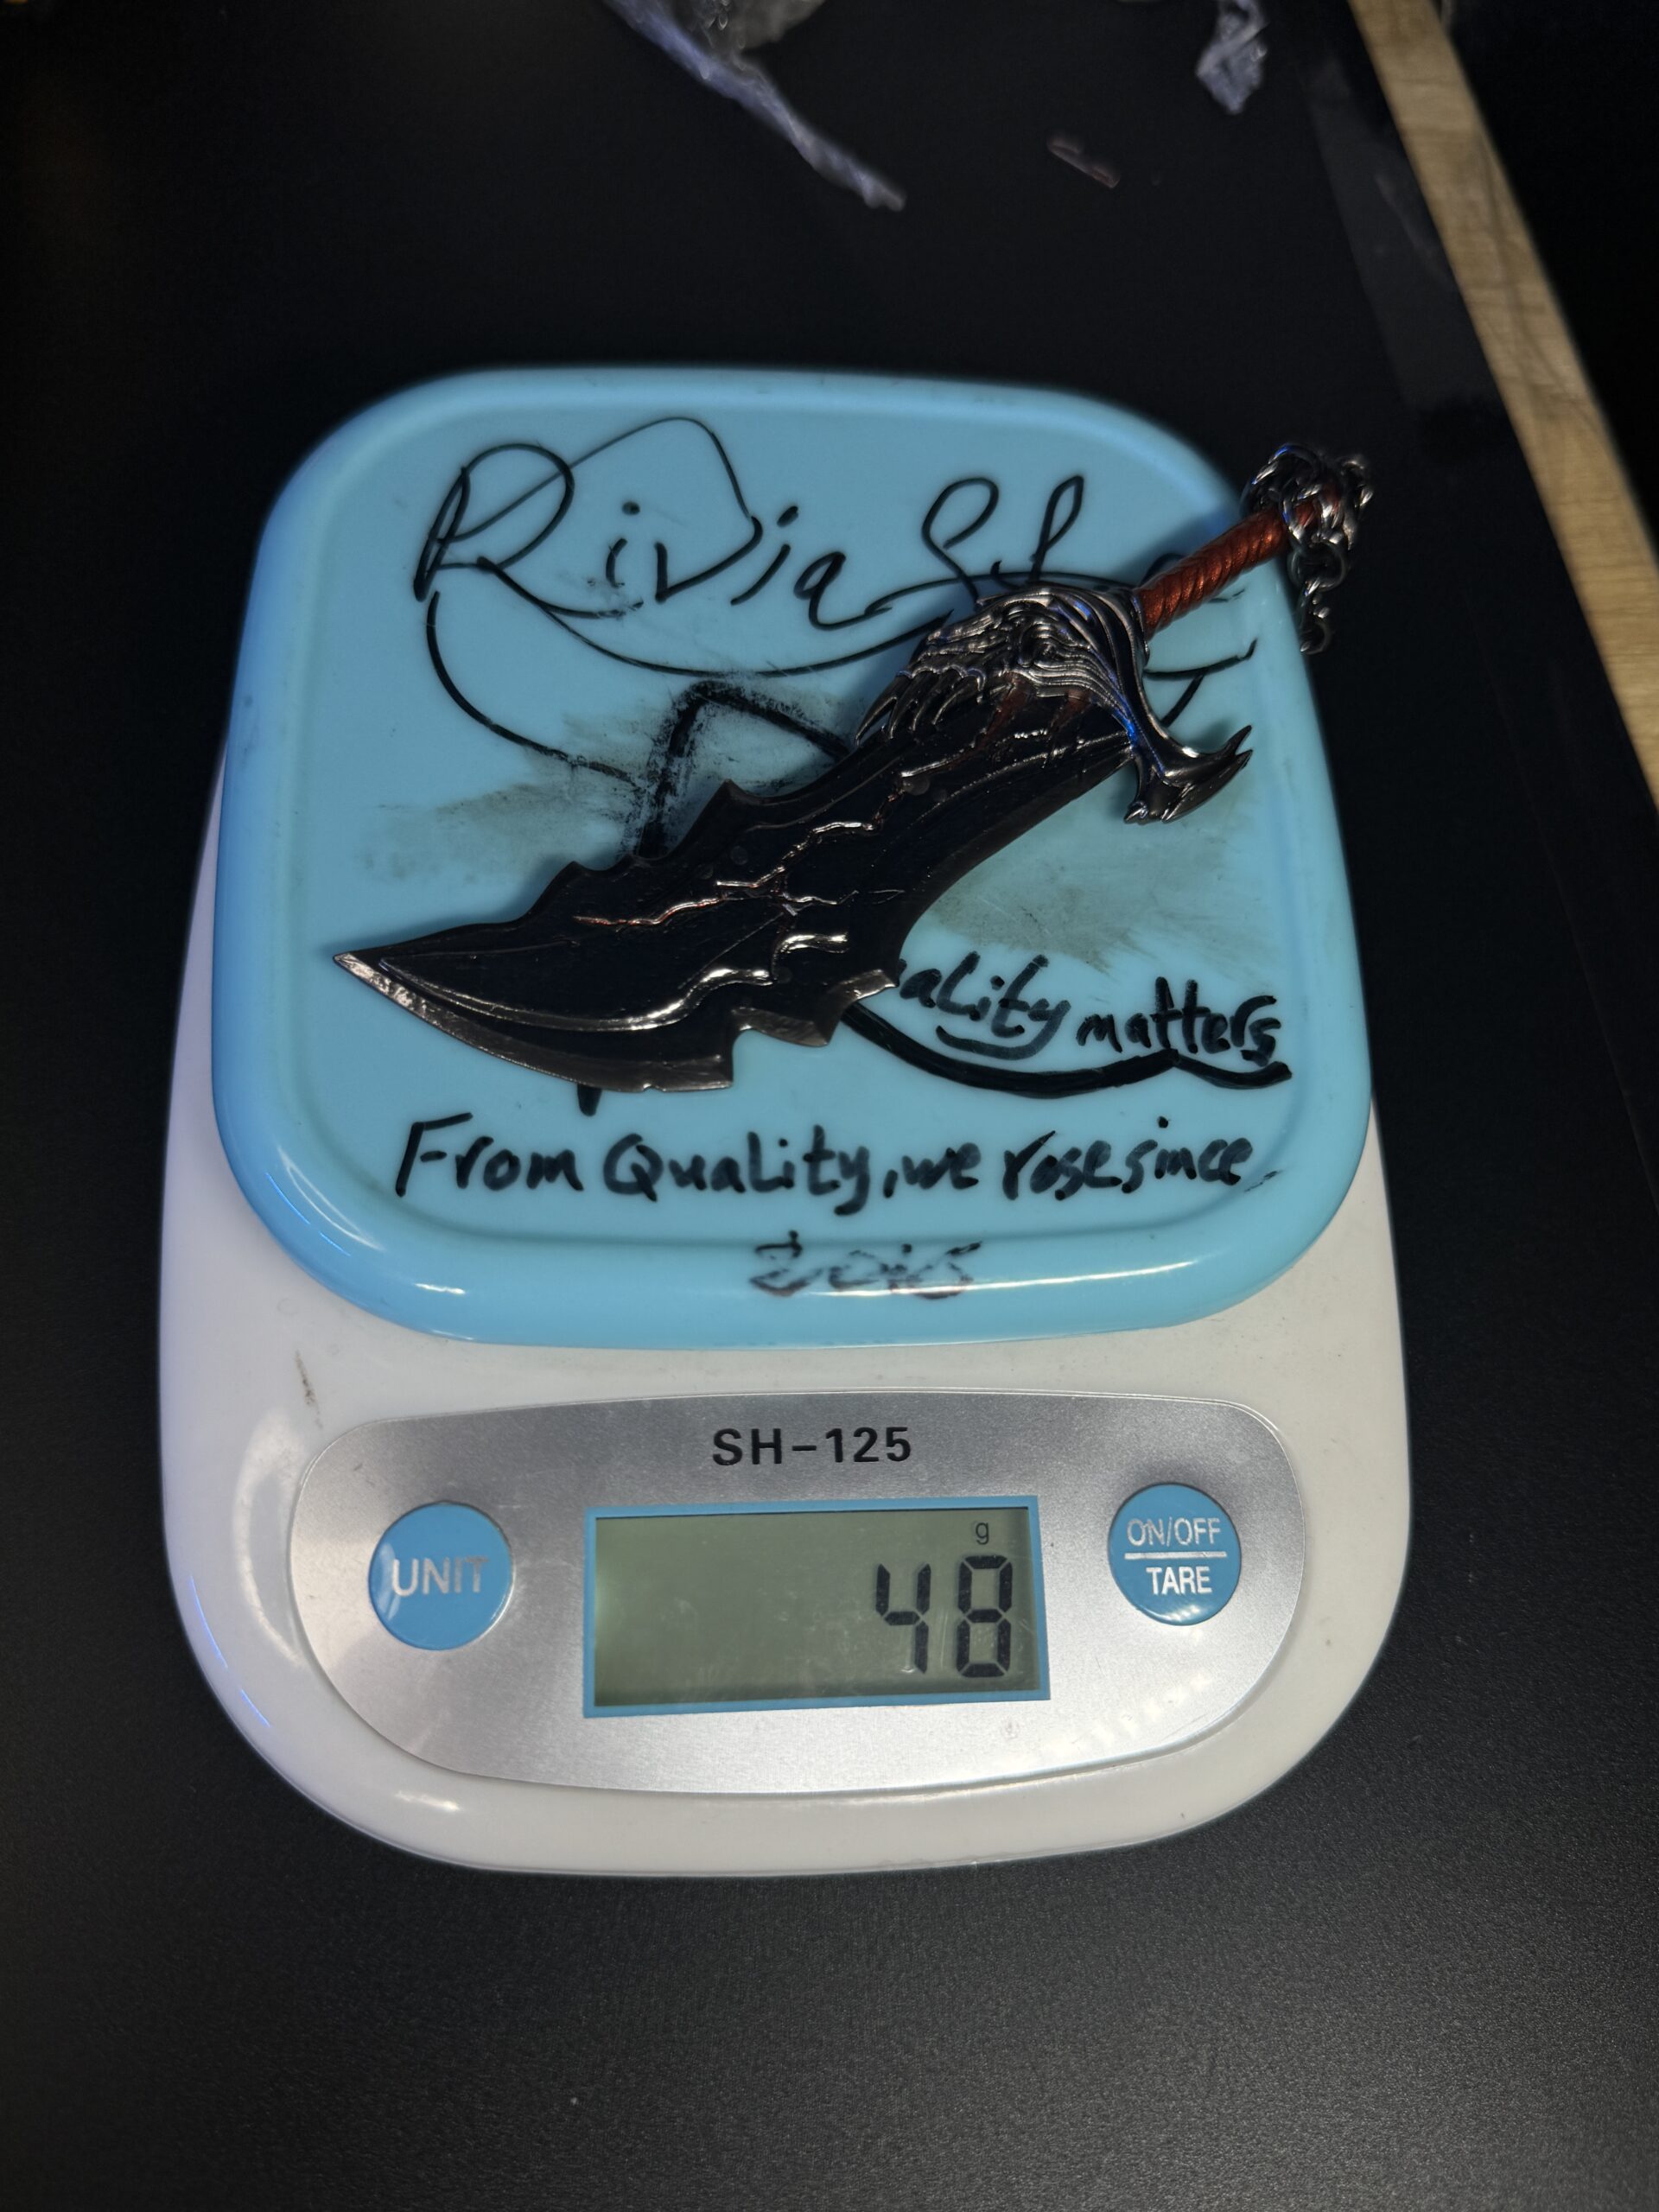 Rivia
ality matters
From Quality, we rose since
SH-125
UNIT
g
48
ON/OFF
TARE